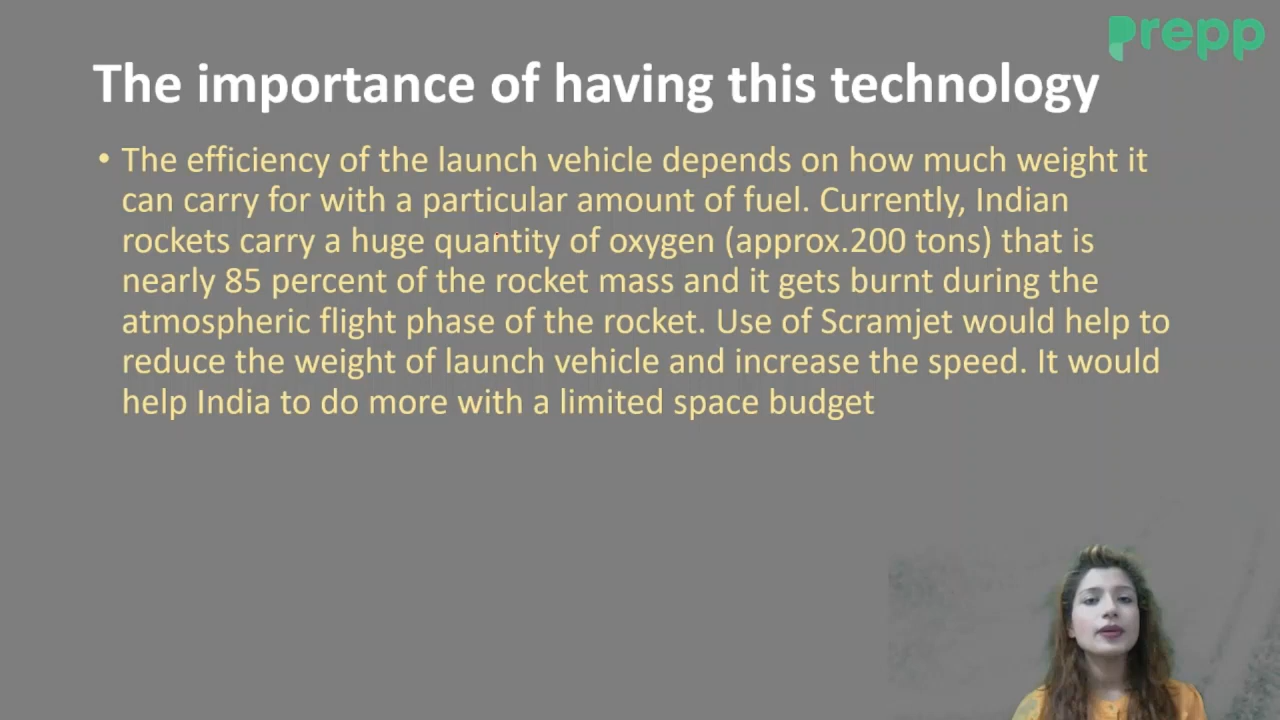 prepp
The importance of having this technology
• The efficiency of the launch vehicle depends on how much weight it
can carry for with a particular amount of fuel. Currently, Indian
rockets carry a huge quantity of oxygen (approx.200 tons) that is
nearly 85 percent of the rocket mass and it gets burnt during the
atmospheric flight phase of the rocket. Use of Scramjet would help to
reduce the weight of launch vehicle and increase the speed. It would
help India to do more with a limited space budget